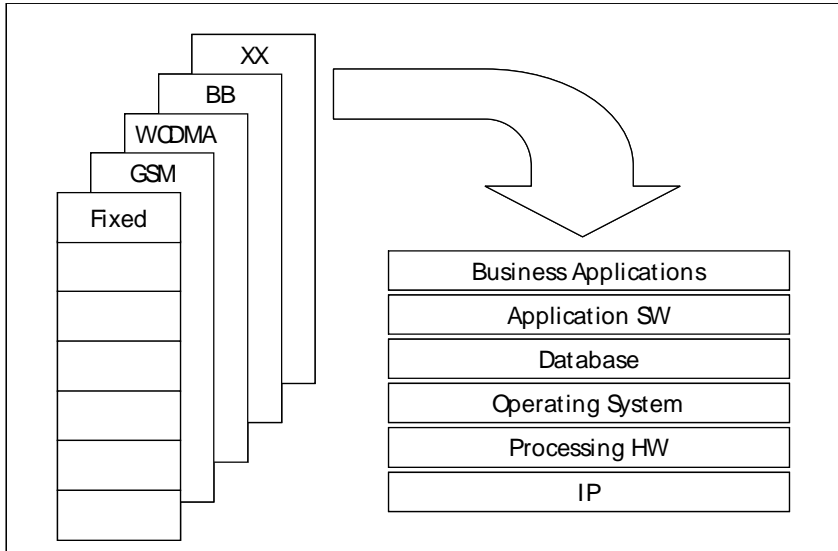 XX
BB
WCDMA
GSM
Fixed
Business Applications
Application SW
Database
Operating System
Processing HW
IP